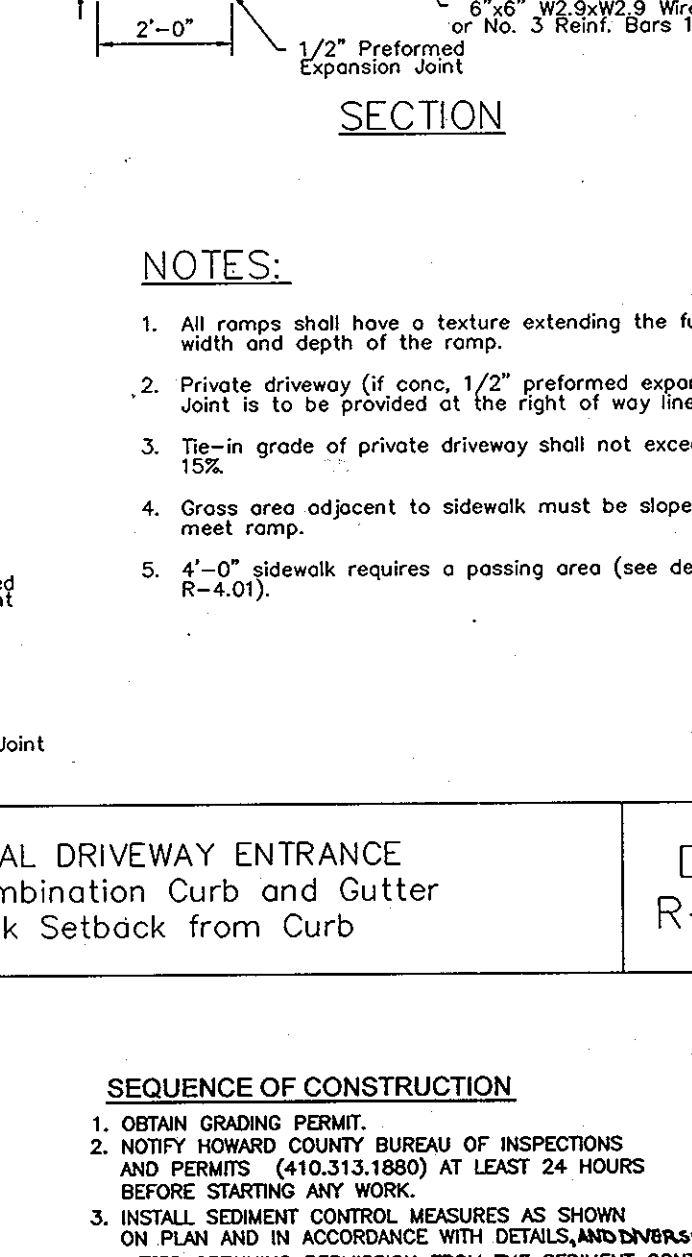 6"x6" W2.9xW2.9 Wire
or No. 3 Reinf. Bars 1
2'-0"
1/2" Preformed
Expansion Joint
SECTION
NOTES:
1. All ramps shall have a texture extending the fu
width and depth of the ramp.
2. Private driveway (if conc, 1/2" preformed expan
Joint is to be provided at the right of way line
3. Tie-in grade of private driveway shall not excee
15%.
4. Grass area adjacent to sidewalk must be slope
meet ramp.
5. 4'-0" sidewalk requires a passing area (see de
R-4.01).
ed
nt
Joint
AL DRIVEWAY ENTRANCE
mbination Curb and Gutter
k Setback from Curb
R-
SEQUENCE OF CONSTRUCTION
1. OBTAIN GRADING PERMIT.
2. NOTIFY HOWARD COUNTY BUREAU OF INSPECTIONS
AND PERMITS (410.313.1880) AT LEAST 24 HOURS
BEFORE STARTING ANY WORK.
3. INSTALL SEDIMENT CONTROL MEASURES AS SHOWN
ON PLAN AND IN ACCORDANCE WITH DETAILS, AND DIVERS